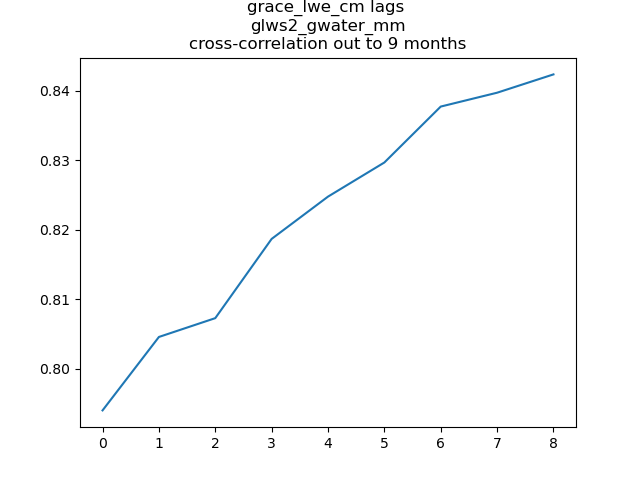 grace_lwe_cm lags
glws2_gwater_mm
cross-correlation out to 9 months
0.84
0.83
0.82
0.81
0.80
0 1 2 3 4 5 6 7 8